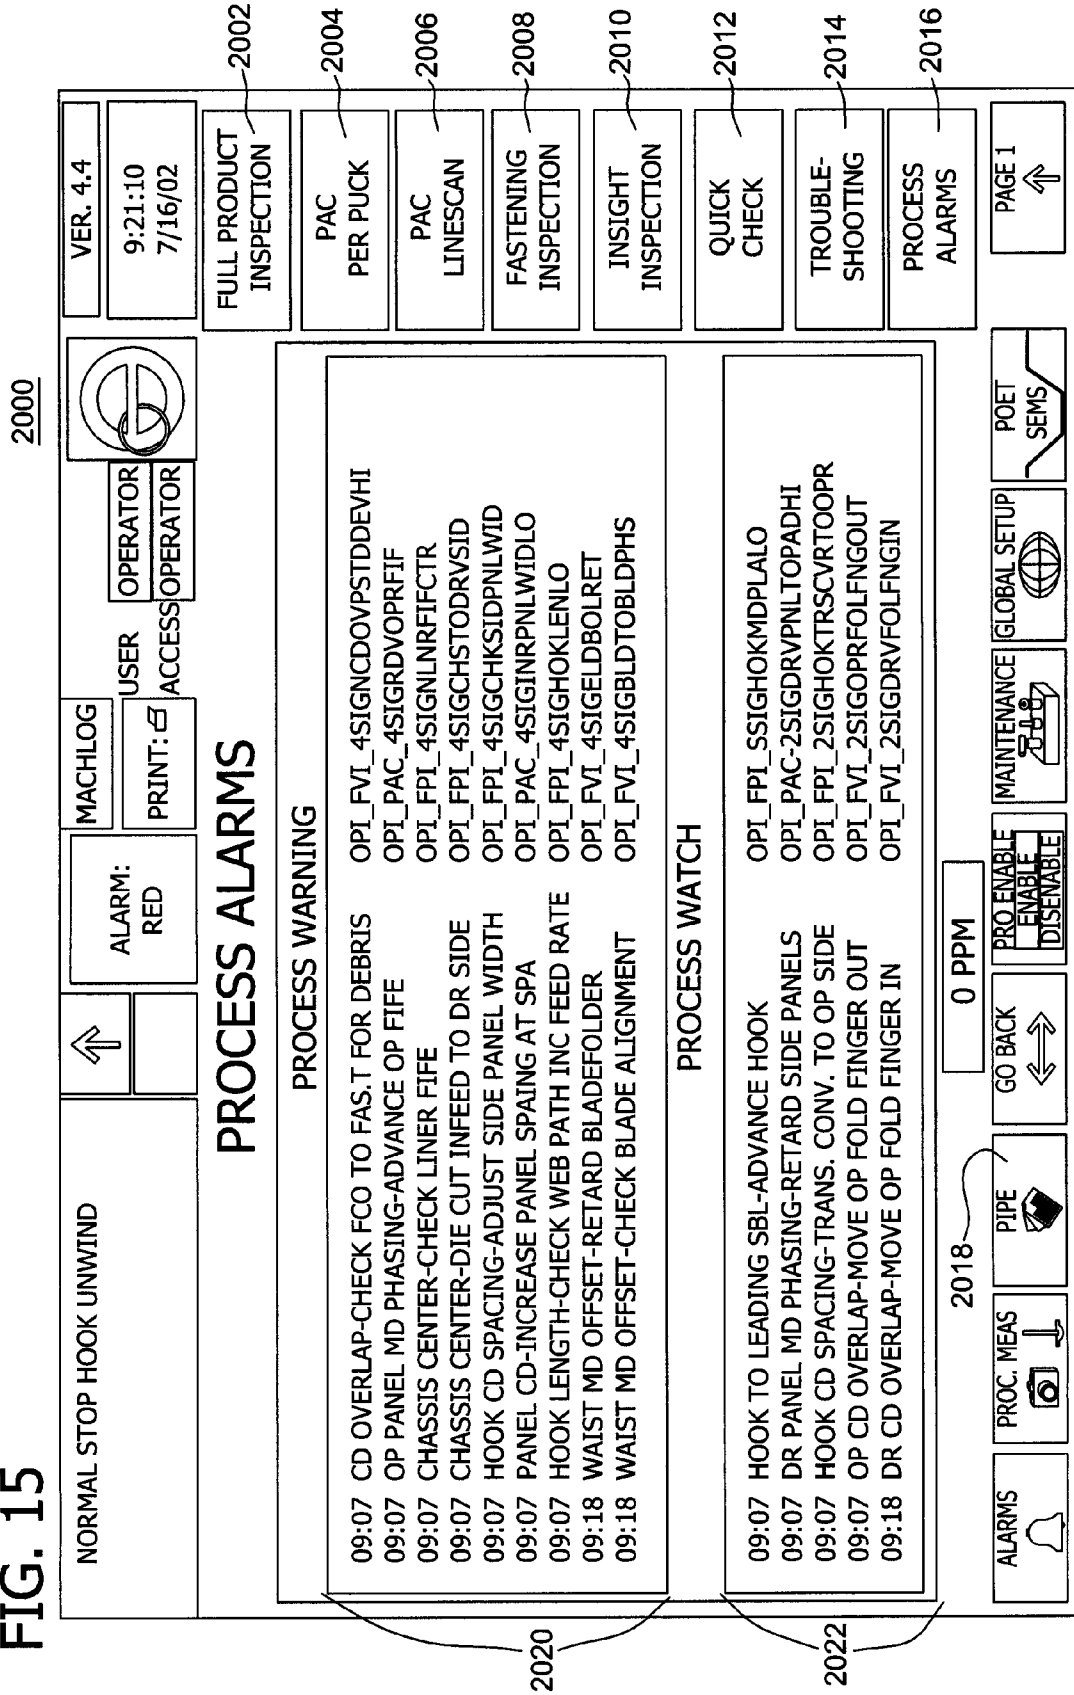 FIG. 15
2000
NORMAL STOP HOOK UNWIND
ALARM:
RED
MACHLOG
PRINT:
USER
OPERATOR
ACCESS
OPERATOR
VER. 4.4
9:21:10
7/16/02
PROCESS ALARMS
PROCESS WARNING
09:07 CD OVERLAP-CHECK FCO TO FAS.T FOR DEBRIS OPI_FVI_4SIGNCDOVPSTDDEVHI
09:07 OP PANEL MD PHASING-ADVANCE OP FIFE OPI_PAC_4SIGRDVOPRFIF
09:07 CHASSIS CENTER-CHECK LINER FIFE OPI_FPI_4SIGNLNRFIFCTR
09:07 CHASSIS CENTER-DIE CUT INFEED TO DR SIDE OPI_FPI_4SIGCHSTODRVSID
09:07 HOOK CD SPACING-ADJUST SIDE PANEL WIDTH OPI_FPI_4SIGCHKSIDPNLWID
09:07 PANEL CD-INCREASE PANEL SPAING AT SPA OPI_PAC_4SIGINRPNLWIDLO
09:07 HOOK LENGTH-CHECK WEB PATH INC FEED RATE OPI_FPI_4SIGHOKLENLO
09:18 WAIST MD OFFSET-RETARD BLADEFOLDER OPI_FVI_4SIGELDBOLRET
09:18 WAIST MD OFFSET-CHECK BLADE ALIGNMENT OPI_FVI_4SIGBLDTOBLDPHS
2020
PROCESS WATCH
09:07 HOOK TO LEADING SBL-ADVANCE HOOK OPI_FPI_SSIGHOKMDPLALO
09:07 DR PANEL MD PHASING-RETARD SIDE PANELS OPI_PAC-2SIGDRVPNLTOPADHI
09:07 HOOK CD SPACING-TRANS. CONV. TO OP SIDE OPI_FPI_2SIGHOKTRSCVRTOOPR
09:07 OP CD OVERLAP-MOVE OP FOLD FINGER OUT OPI_FVI_2SIGOPRFOLFNGOUT
09:18 DR CD OVERLAP-MOVE OP FOLD FINGER IN OPI_FVI_2SIGDRVFOLFNGIN
2022
0 PPM
FULL PRODUCT
INSPECTION
2002
PAC
PER PUCK
2004
PAC
LINESCAN
2006
FASTENING
INSPECTION
2008
INSIGHT
INSPECTION
2010
QUICK
CHECK
2012
TROUBLE-
SHOOTING
2014
PROCESS
ALARMS
2016
2018
ALARMS
PROC. MEAS
PIPE
GO BACK
PRO ENABLE
ENABLE
DISENABLE
MAINTENANCE
GLOBAL SETUP
POET
SEMS
PAGE 1